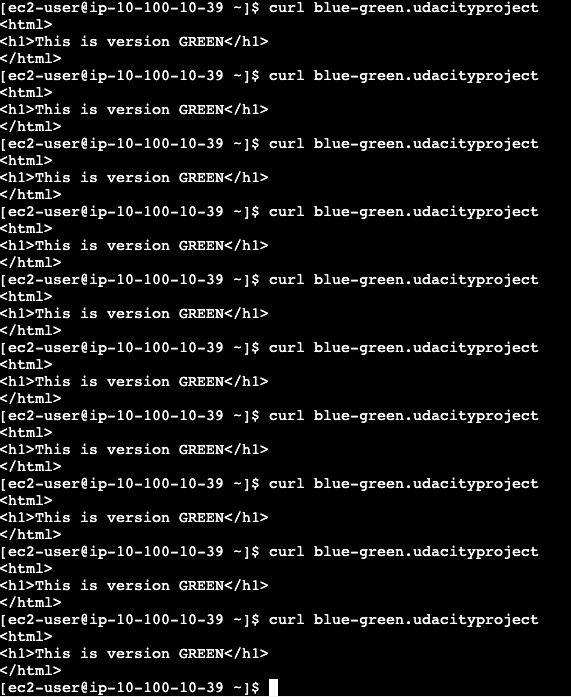 [ec2-user@ip-10-100-10-39 ~]$ curl blue-green.udacityproject
<html>
<h1>This is version GREEN</h1>
</html>
[ec2-user@ip-10-100-10-39 ~]$ curl blue-green.udacityproject
<html>
<h1>This is version GREEN</h1>
</html>
[ec2-user@ip-10-100-10-39 ~]$ curl blue-green.udacityproject
<html>
<h1>This is version GREEN</h1>
</html>
[ec2-user@ip-10-100-10-39 ~]$ curl blue-green.udacityproject
<html>
<h1>This is version GREEN</h1>
</html>
[ec2-user@ip-10-100-10-39 ~]$ curl blue-green.udacityproject
<html>
<h1>This is version GREEN</h1>
</html>
[ec2-user@ip-10-100-10-39 ~]$ curl blue-green.udacityproject
<html>
<h1>This is version GREEN</h1>
</html>
[ec2-user@ip-10-100-10-39 ~]$ curl blue-green.udacityproject
<html>
<h1>This is version GREEN</h1>
</html>
[ec2-user@ip-10-100-10-39 ~]$ curl blue-green.udacityproject
<html>
<h1>This is version GREEN</h1>
</html>
[ec2-user@ip-10-100-10-39 ~]$ curl blue-green.udacityproject
<html>
<h1>This is version GREEN</h1>
</html>
[ec2-user@ip-10-100-10-39 ~]$ curl blue-green.udacityproject
<html>
<h1>This is version GREEN</h1>
</html>
[ec2-user@ip-10-100-10-39 ~]$